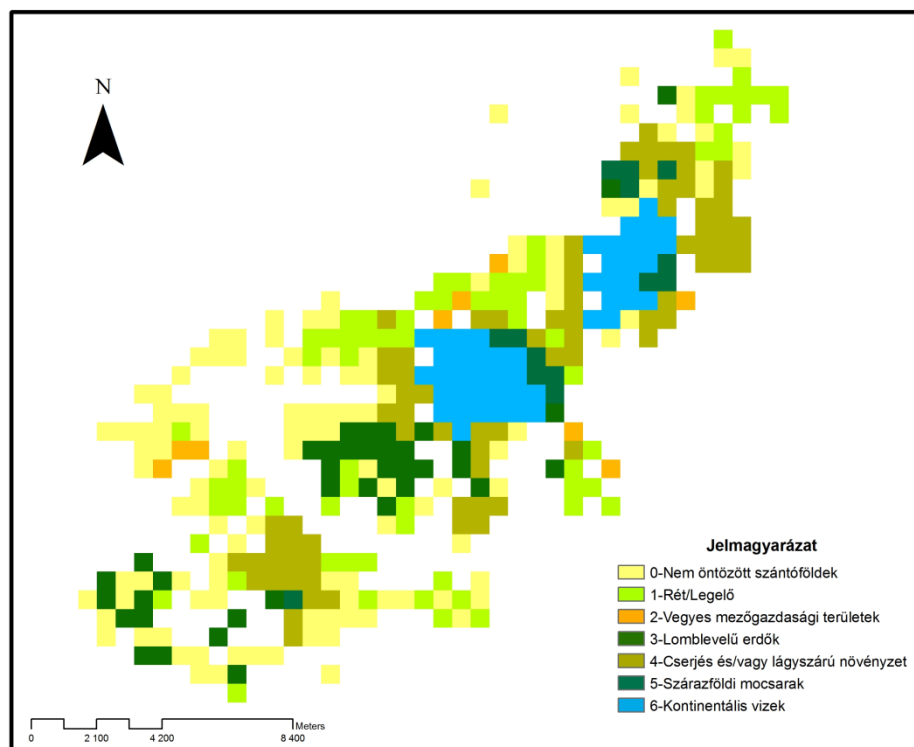 N
Jelmagyarázat
0-Nem öntözött szántóföldek
1-Rét/Legelő
2-Vegyes mezőgazdasági területek
3-Lomblevelű erdők
4-Cserjés és/vagy lágyszárú növényzet
5-Szárazföldi mocsarak
6-Kontinentális vizek
Meters
0 2 100 4 200 8 400